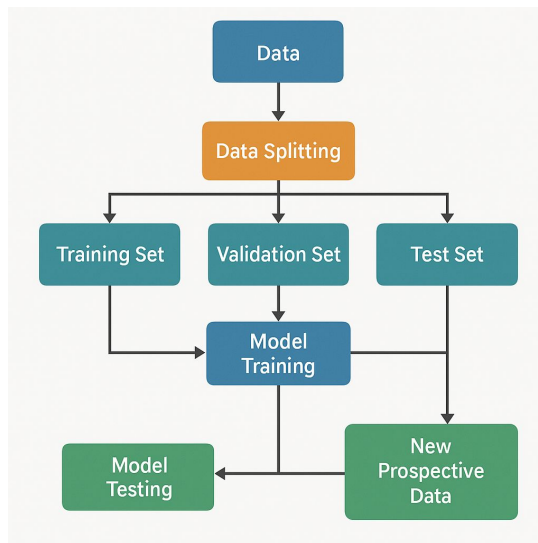 Data
Data Splitting
Training Set
Validation Set
Test Set
Model
Training
Model
Testing
New
Prospective
Data